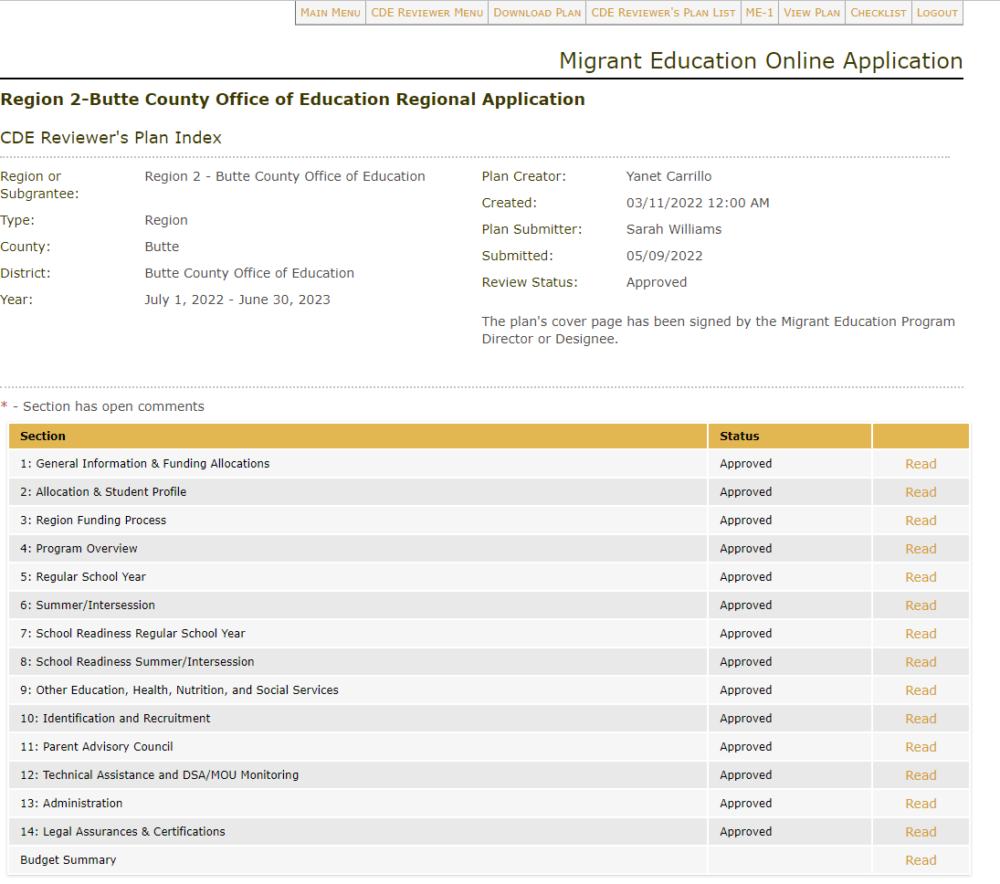 Main Menu CDE Reviewer Menu Download Plan CDE Reviewer's Plan List ME-1 View Plan Checklist Logout
Migrant Education Online Application
Region 2-Butte County Office of Education Regional Application
CDE Reviewer's Plan Index
Region or Subgrantee: Region 2 - Butte County Office of Education
Type: Region
County: Butte
District: Butte County Office of Education
Year: July 1, 2022 - June 30, 2023
Plan Creator: Yanet Carrillo
Created: 03/11/2022 12:00 AM
Plan Submitter: Sarah Williams
Submitted: 05/09/2022
Review Status: Approved
The plan's cover page has been signed by the Migrant Education Program
Director or Designee.
* - Section has open comments
Section Status
1: General Information & Funding Allocations Approved Read
2: Allocation & Student Profile Approved Read
3: Region Funding Process Approved Read
4: Program Overview Approved Read
5: Regular School Year Approved Read
6: Summer/Intersession Approved Read
7: School Readiness Regular School Year Approved Read
8: School Readiness Summer/Intersession Approved Read
9: Other Education, Health, Nutrition, and Social Services Approved Read
10: Identification and Recruitment Approved Read
11: Parent Advisory Council Approved Read
12: Technical Assistance and DSA/MOU Monitoring Approved Read
13: Administration Approved Read
14: Legal Assurances & Certifications Approved Read
Budget Summary Read